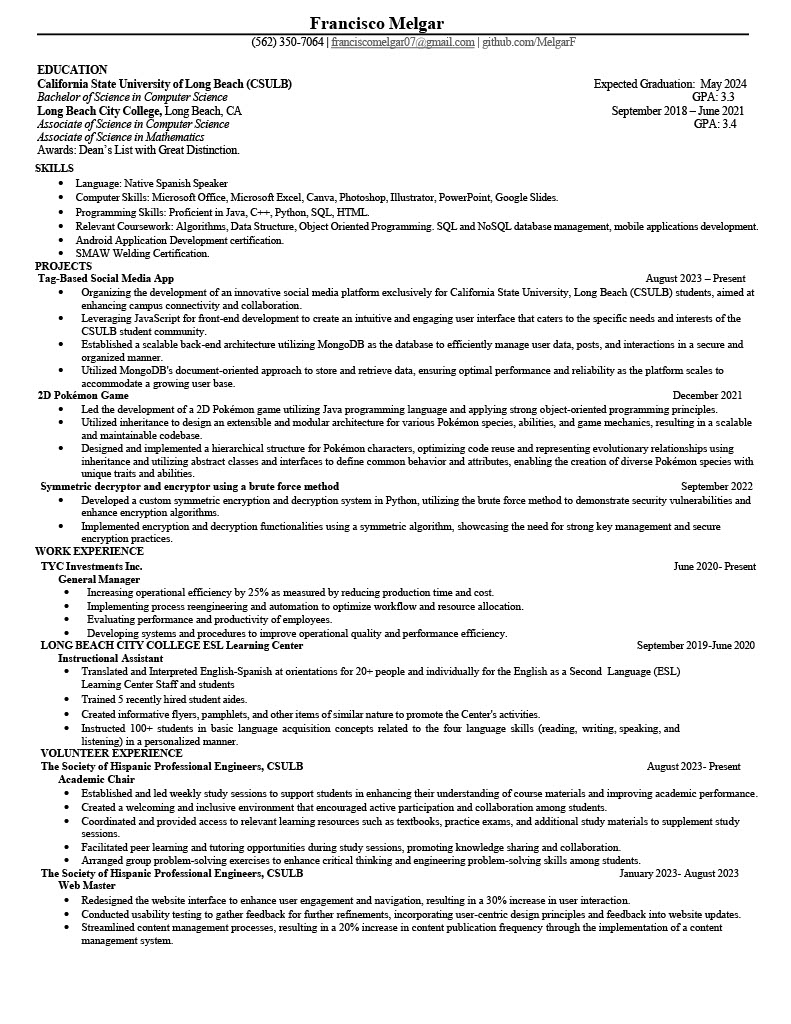 Francisco Melgar
(562) 350-7064 | franciscomelgar07@gmail.com | github.com/MelgarF
EDUCATION
California State University of Long Beach (CSULB) Expected Graduation: May 2024
Bachelor of Science in Computer Science GPA: 3.3
Long Beach City College, Long Beach, CA September 2018 – June 2021
Associate of Science in Computer Science GPA: 3.4
Associate of Science in Mathematics
Awards: Dean's List with Great Distinction.
SKILLS
• Language: Native Spanish Speaker
• Computer Skills: Microsoft Office, Microsoft Excel, Canva, Photoshop, Illustrator, PowerPoint, Google Slides.
• Programming Skills: Proficient in Java, C++, Python, SQL, HTML.
• Relevant Coursework: Algorithms, Data Structure, Object Oriented Programming. SQL and NoSQL database management, mobile applications development.
• Android Application Development certification.
• SMAW Welding Certification.
PROJECTS
Tag-Based Social Media App August 2023 – Present
• Organizing the development of an innovative social media platform exclusively for California State University, Long Beach (CSULB) students, aimed at
enhancing campus connectivity and collaboration.
• Leveraging JavaScript for front-end development to create an intuitive and engaging user interface that caters to the specific needs and interests of the
CSULB student community.
• Established a scalable back-end architecture utilizing MongoDB as the database to efficiently manage user data, posts, and interactions in a secure and
organized manner.
• Utilized MongoDB's document-oriented approach to store and retrieve data, ensuring optimal performance and reliability as the platform scales to
accommodate a growing user base.
2D Pokémon Game December 2021
• Led the development of a 2D Pokémon game utilizing Java programming language and applying strong object-oriented programming principles.
• Utilized inheritance to design an extensible and modular architecture for various Pokémon species, abilities, and game mechanics, resulting in a scalable
and maintainable codebase.
• Designed and implemented a hierarchical structure for Pokémon characters, optimizing code reuse and representing evolutionary relationships using
inheritance and utilizing abstract classes and interfaces to define common behavior and attributes, enabling the creation of diverse Pokémon species with
unique traits and abilities.
Symmetric decryptor and encryptor using a brute force method September 2022
• Developed a custom symmetric encryption and decryption system in Python, utilizing the brute force method to demonstrate security vulnerabilities and
enhance encryption algorithms.
• Implemented encryption and decryption functionalities using a symmetric algorithm, showcasing the need for strong key management and secure
encryption practices.
WORK EXPERIENCE
TYC Investments Inc. June 2020- Present
General Manager
• Increasing operational efficiency by 25% as measured by reducing production time and cost.
• Implementing process reengineering and automation to optimize workflow and resource allocation.
• Evaluating performance and productivity of employees.
• Developing systems and procedures to improve operational quality and performance efficiency.
LONG BEACH CITY COLLEGE ESL Learning Center September 2019-June 2020
Instructional Assistant
• Translated and Interpreted English-Spanish at orientations for 20+ people and individually for the English as a Second Language (ESL)
Learning Center Staff and students
• Trained 5 recently hired student aides.
• Created informative flyers, pamphlets, and other items of similar nature to promote the Center's activities.
• Instructed 100+ students in basic language acquisition concepts related to the four language skills (reading, writing, speaking, and
listening) in a personalized manner.
VOLUNTEER EXPERIENCE
The Society of Hispanic Professional Engineers, CSULB August 2023- Present
Academic Chair
• Established and led weekly study sessions to support students in enhancing their understanding of course materials and improving academic performance.
• Created a welcoming and inclusive environment that encouraged active participation and collaboration among students.
• Coordinated and provided access to relevant learning resources such as textbooks, practice exams, and additional study materials to supplement study
sessions.
• Facilitated peer learning and tutoring opportunities during study sessions, promoting knowledge sharing and collaboration.
• Arranged group problem-solving exercises to enhance critical thinking and engineering problem-solving skills among students.
The Society of Hispanic Professional Engineers, CSULB January 2023- August 2023
Web Master
• Redesigned the website interface to enhance user engagement and navigation, resulting in a 30% increase in user interaction.
• Conducted usability testing to gather feedback for further refinements, incorporating user-centric design principles and feedback into website updates.
• Streamlined content management processes, resulting in a 20% increase in content publication frequency through the implementation of a content
management system.